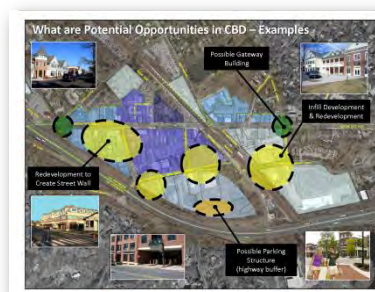 What are Potential Opportunities in CBD – Examples
Possible Gateway
Building
Infill Development
& Redevelopment
Redevelopment to
Create Street Wall
Possible Parking
Structure
(highway buffer)